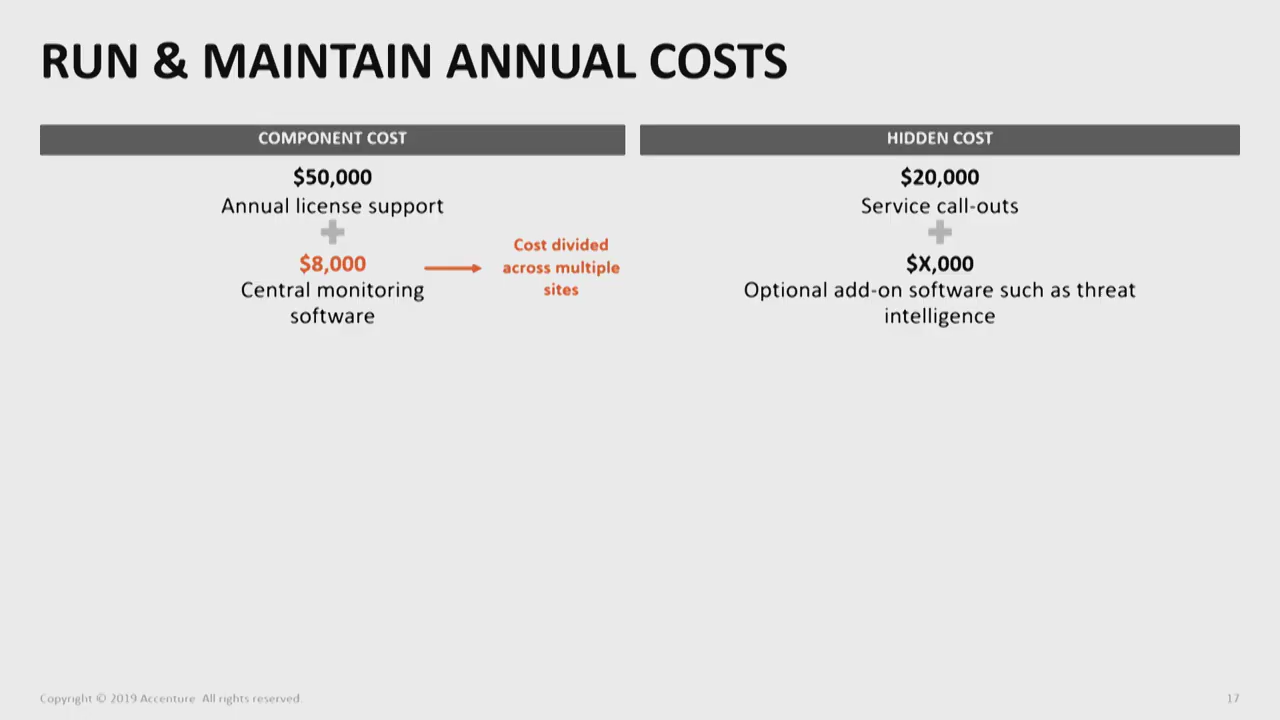 RUN & MAINTAIN ANNUAL COSTS
COMPONENT COST
$50,000
Annual license support
$8,000
Central monitoring
software
Cost divided
across multiple
sites
HIDDEN COST
$20,000
Service call-outs
$X,000
Optional add-on software such as threat
intelligence
Copyright © 2019 Accenture All rights reserved.
17